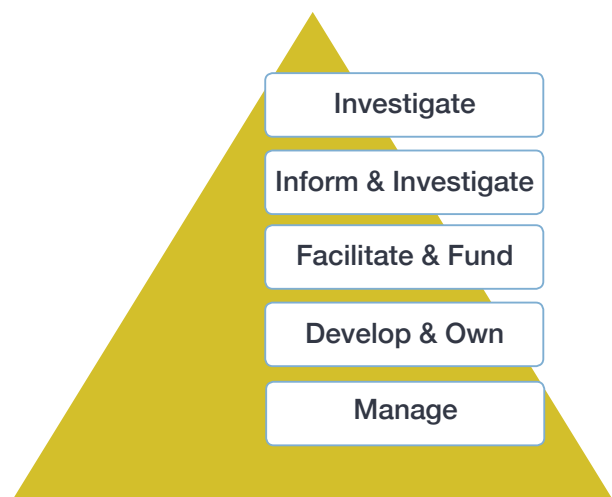 Investigate
Inform & Investigate
Facilitate & Fund
Develop & Own
Manage